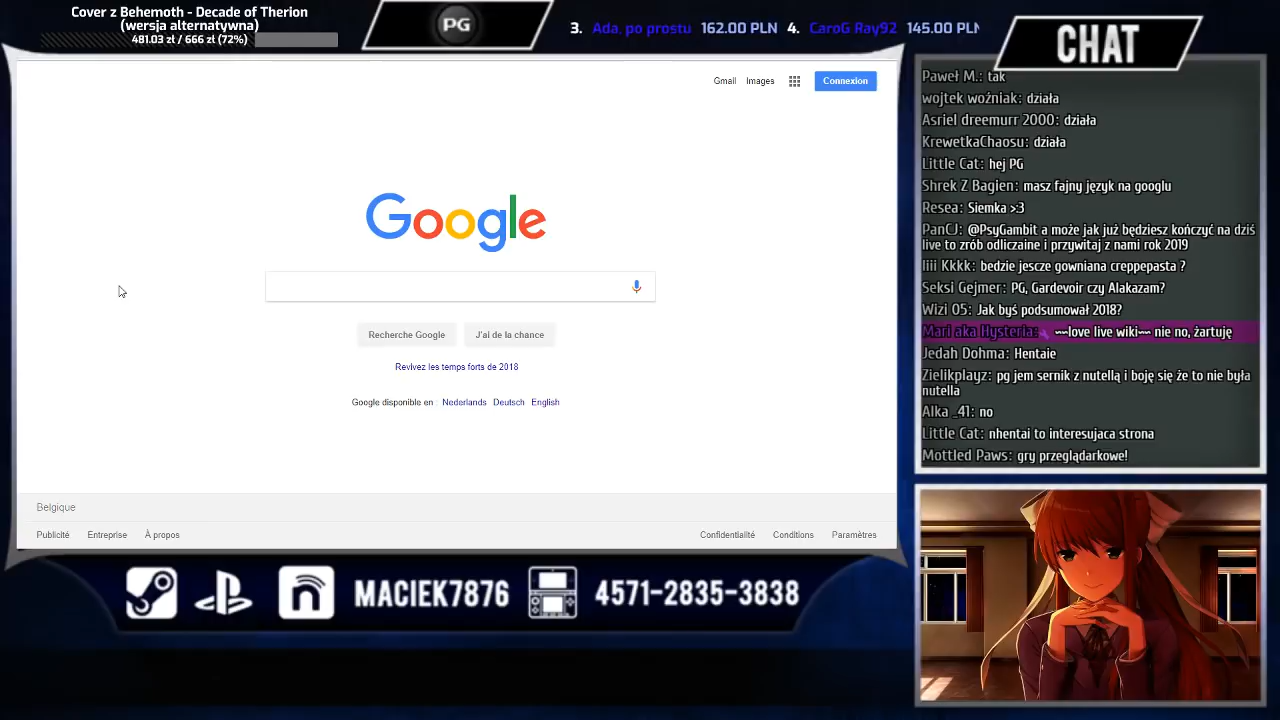 Cover z Behemoth - Decade of Therion
(wersja alternatywna)
481.03 zł / 666 zł (72%)
PG
3. Ada, po prostu 162.00 PLN 4. CaroG Ray92 145.00 PLN
CHAT
Gmail Images Connexion
Google
Recherche Google J'ai de la chance
Revivez les temps forts de 2018
Google disponible en : Nederlands Deutsch English
Belgique
Publicité Entreprise À propos Confidentialité Conditions Paramètres
Paweł M.: tak
wojtek woźniak: działa
Asriel dreemurr 2000: działa
KrewetkaChaosu: działa
Little Cat: hej PG
Shrek Z Bagien: masz fajny język na googlu
Resea: Siemka >:3
PanCJ: @PsyGambit a może jak już będziesz kończyć na dziś
live to zrób odliczanie i przywitaj z nami rok 2019
Iiii Kkkk: bedzie jescze gowniana creppepasta ?
Seksi Gejmer: PG, Gardevoir czy Alakazam?
Wizi 05: Jak byś podsumował 2018?
Mari aka Hysteria: ~~love live wiki~~ nie no, żartuję
Jedah Dohma: Hentaie
Zielikplayz: pg jem sernik z nutellą i boję się że to nie była
nutella
Alka _41: no
Little Cat: nhentai to interesujaca strona
Mottled Paws: gry przeglądarkowe!
MACIEK7876 4571-2835-3838